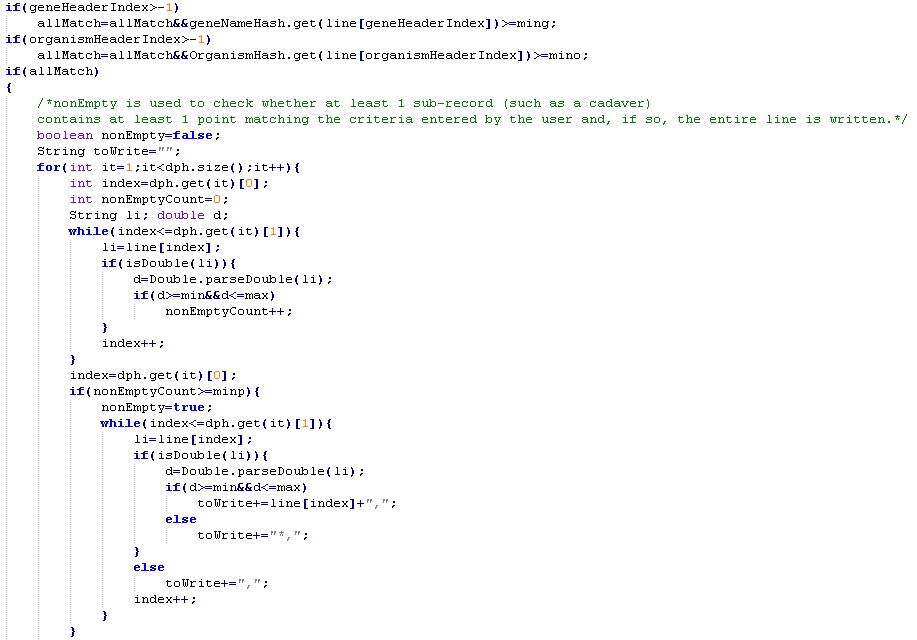 if(geneHeaderIndex>-1)
    allMatch=allMatch&&geneNameHash.get(line[geneHeaderIndex])>=ming;
if(organismHeaderIndex>-1)
    allMatch=allMatch&&OrganismHash.get(line[organismHeaderIndex])>=mino;
if(allMatch)
{
    /*nonEmpty is used to check whether at least 1 sub-record (such as a cadaver)
    contains at least 1 point matching the criteria entered by the user and, if so, the entire line is written.*/
    boolean nonEmpty=false;
    String toWrite="";
    for(int it=1;it<dph.size();it++){
        int index=dph.get(it)[0];
        int nonEmptyCount=0;
        String li; double d;
        while(index<=dph.get(it)[1]){
            li=line[index];
            if(isDouble(li)){
                d=Double.parseDouble(li);
                if(d>=min&&d<=max)
                    nonEmptyCount++;
            }
            index++;
        }
        index=dph.get(it)[0];
        if(nonEmptyCount>=minp){
            nonEmpty=true;
            while(index<=dph.get(it)[1]){
                li=line[index];
                if(isDouble(li)){
                    d=Double.parseDouble(li);
                    if(d>=min&&d<=max)
                        toWrite+=line[index]+",";
                    else
                        toWrite+="*,";
                }
                else
                    toWrite+=",";
                index++;
            }
        }